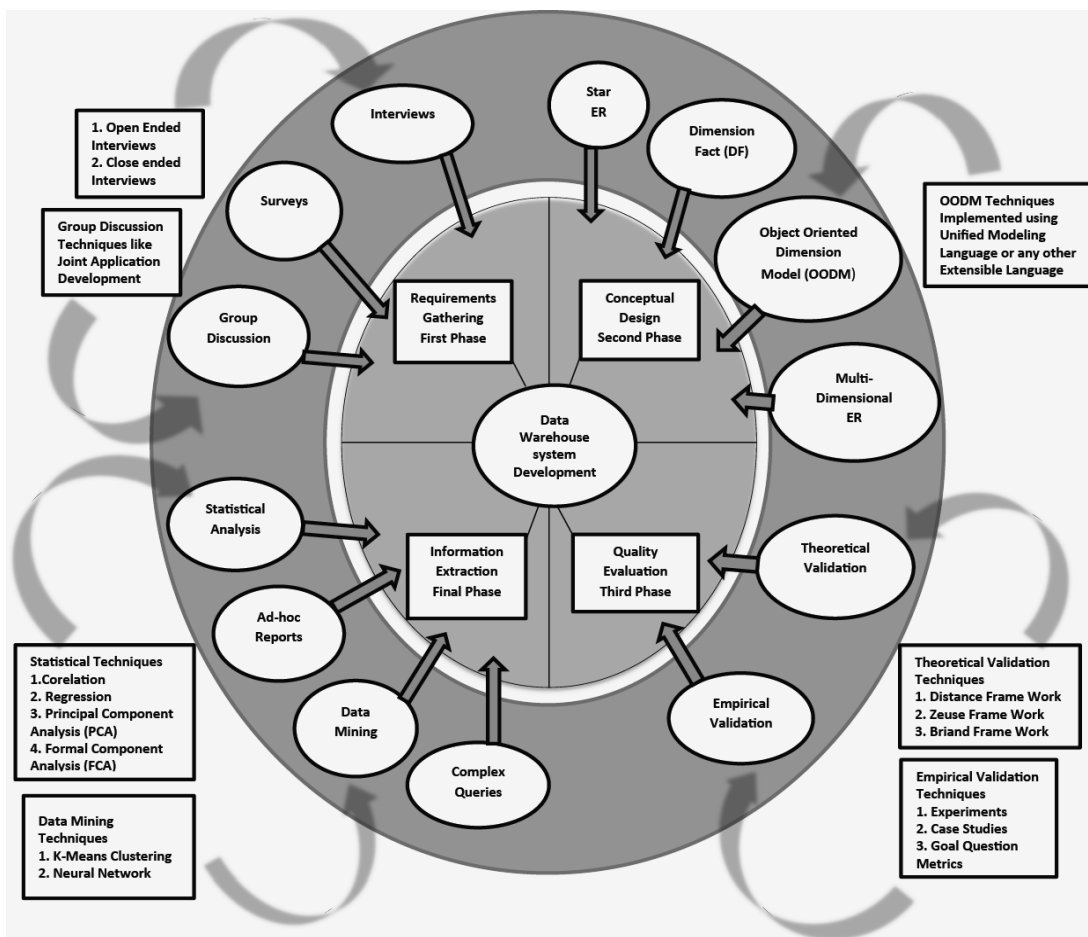 Star
ER
Interviews
Dimension
Fact (DF)
1. Open Ended
Interviews
2. Close ended
Interviews
Surveys
OODM Techniques
Implemented using
Unified Modeling
Language or any other
Extensible Language
Group Discussion
Techniques like
Joint Application
Development
Object Oriented
Dimension
Model (OODM)
Requirements
Gathering
First Phase
Conceptual
Design
Second Phase
Group
Discussion
Multi-
Dimensional
ER
Data
Warehouse
system
Development
Statistical
Analysis
Information
Extraction
Final Phase
Quality
Evaluation
Third Phase
Theoretical
Validation
Ad-hoc
Reports
Statistical Techniques
1.Corelation
2. Regression
3. Principal Component
Analysis (PCA)
4. Formal Component
Analysis (FCA)
Theoretical Validation
Techniques
1. Distance Frame Work
2. Zeuse Frame Work
3. Briand Frame Work
Data
Mining
Empirical
Validation
Complex
Queries
Empirical Validation
Techniques
1. Experiments
2. Case Studies
3. Goal Question
Metrics
Data Mining
Techniques
1. K-Means Clustering
2. Neural Network